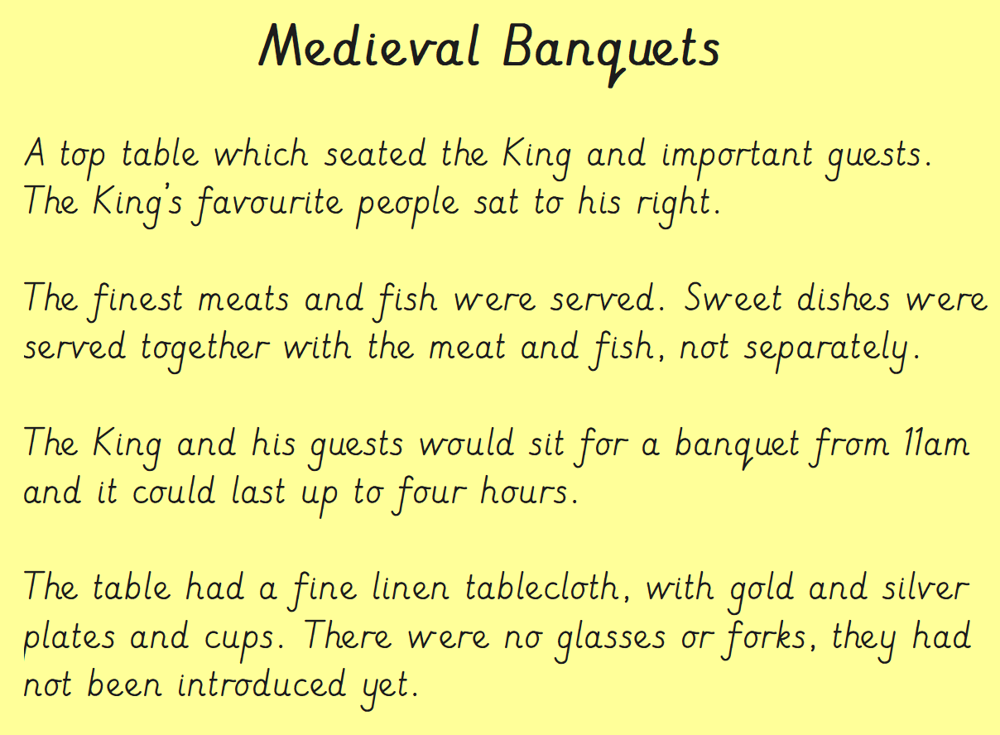 Medieval Banquets
A top table which seated the King and important guests.
The King's favourite people sat to his right.
The finest meats and fish were served. Sweet dishes were
served together with the meat and fish, not separately.
The King and his guests would sit for a banquet from 11am
and it could last up to four hours.
The table had a fine linen tablecloth, with gold and silver
plates and cups. There were no glasses or forks, they had
not been introduced yet.